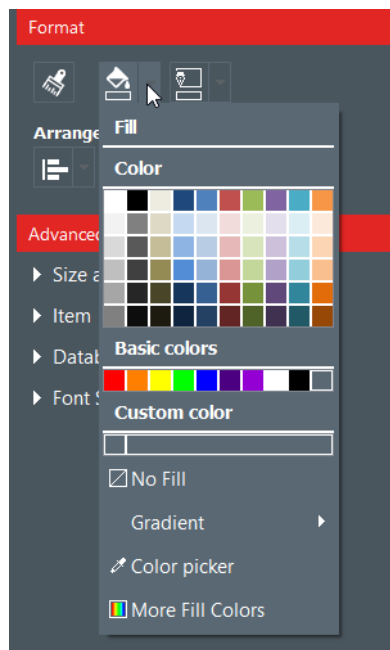 Format
Fill
Arrange
Color
Advanced
Size a
Item
Basic colors
Datab
Font S
Custom color
No Fill
Gradient
Color picker
More Fill Colors